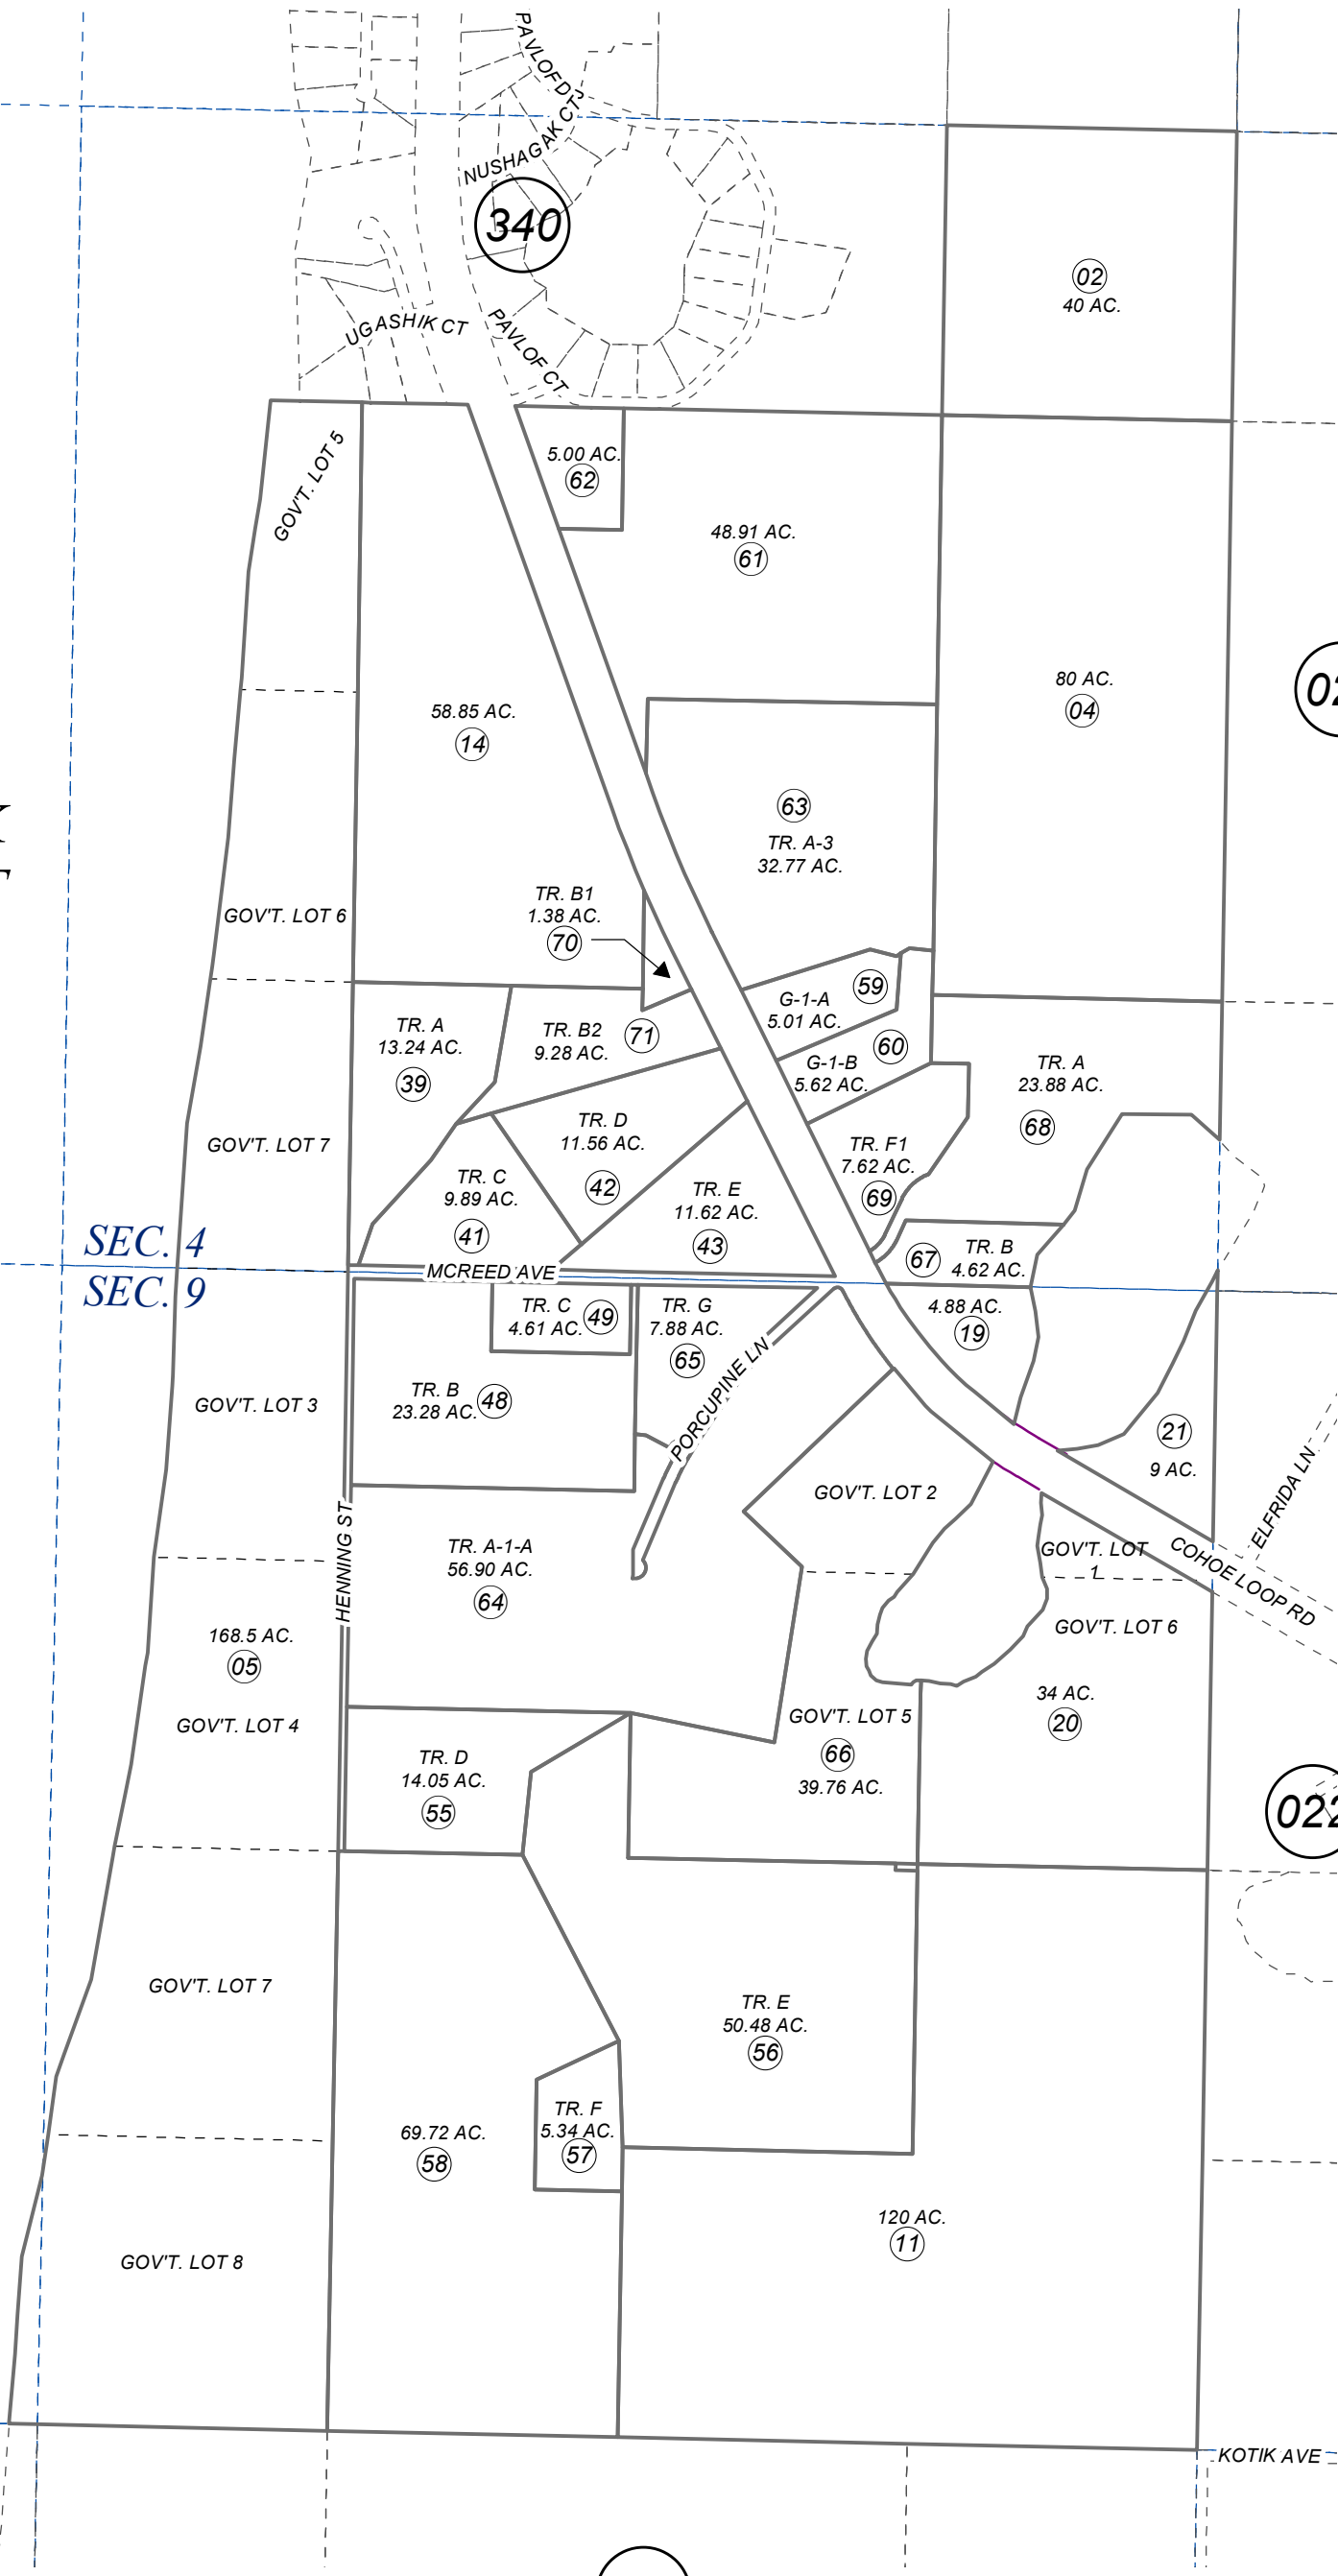 PAVLOF DR
NUSHAGAK CT
340
UGASHIK CT
PAVLOF CT
02
40 AC.
GOV'T. LOT 5
5.00 AC.
62
48.91 AC.
61
80 AC.
04
58.85 AC.
14
63
TR. A-3
32.77 AC.
TR. B1
1.38 AC.
70
GOV'T. LOT 6
59
G-1-A
5.01 AC.
TR. A
13.24 AC.
39
TR. B2
9.28 AC.
71
60
G-1-B
5.62 AC.
TR. A
23.88 AC.
68
GOV'T. LOT 7
TR. D
11.56 AC.
42
TR. F1
7.62 AC.
69
TR. C
9.89 AC.
41
TR. E
11.62 AC.
43
SEC. 4
67
TR. B
4.62 AC.
MCREED AVE
SEC. 9
TR. C
4.61 AC.
49
TR. G
7.88 AC.
65
4.88 AC.
19
PORCUPINE LN
GOV'T. LOT 3
TR. B
23.28 AC.
48
21
9 AC.
GOV'T. LOT 2
ELFRIDA LN
HENNING ST
TR. A-1-A
56.90 AC.
64
GOV'T. LOT
1
COHOE LOOP RD
GOV'T. LOT 6
168.5 AC.
05
34 AC.
20
GOV'T. LOT 4
GOV'T. LOT 5
66
39.76 AC.
TR. D
14.05 AC.
55
GOV'T. LOT 7
TR. E
50.48 AC.
56
TR. F
5.34 AC.
57
69.72 AC.
58
120 AC.
11
GOV'T. LOT 8
KOTIK AVE